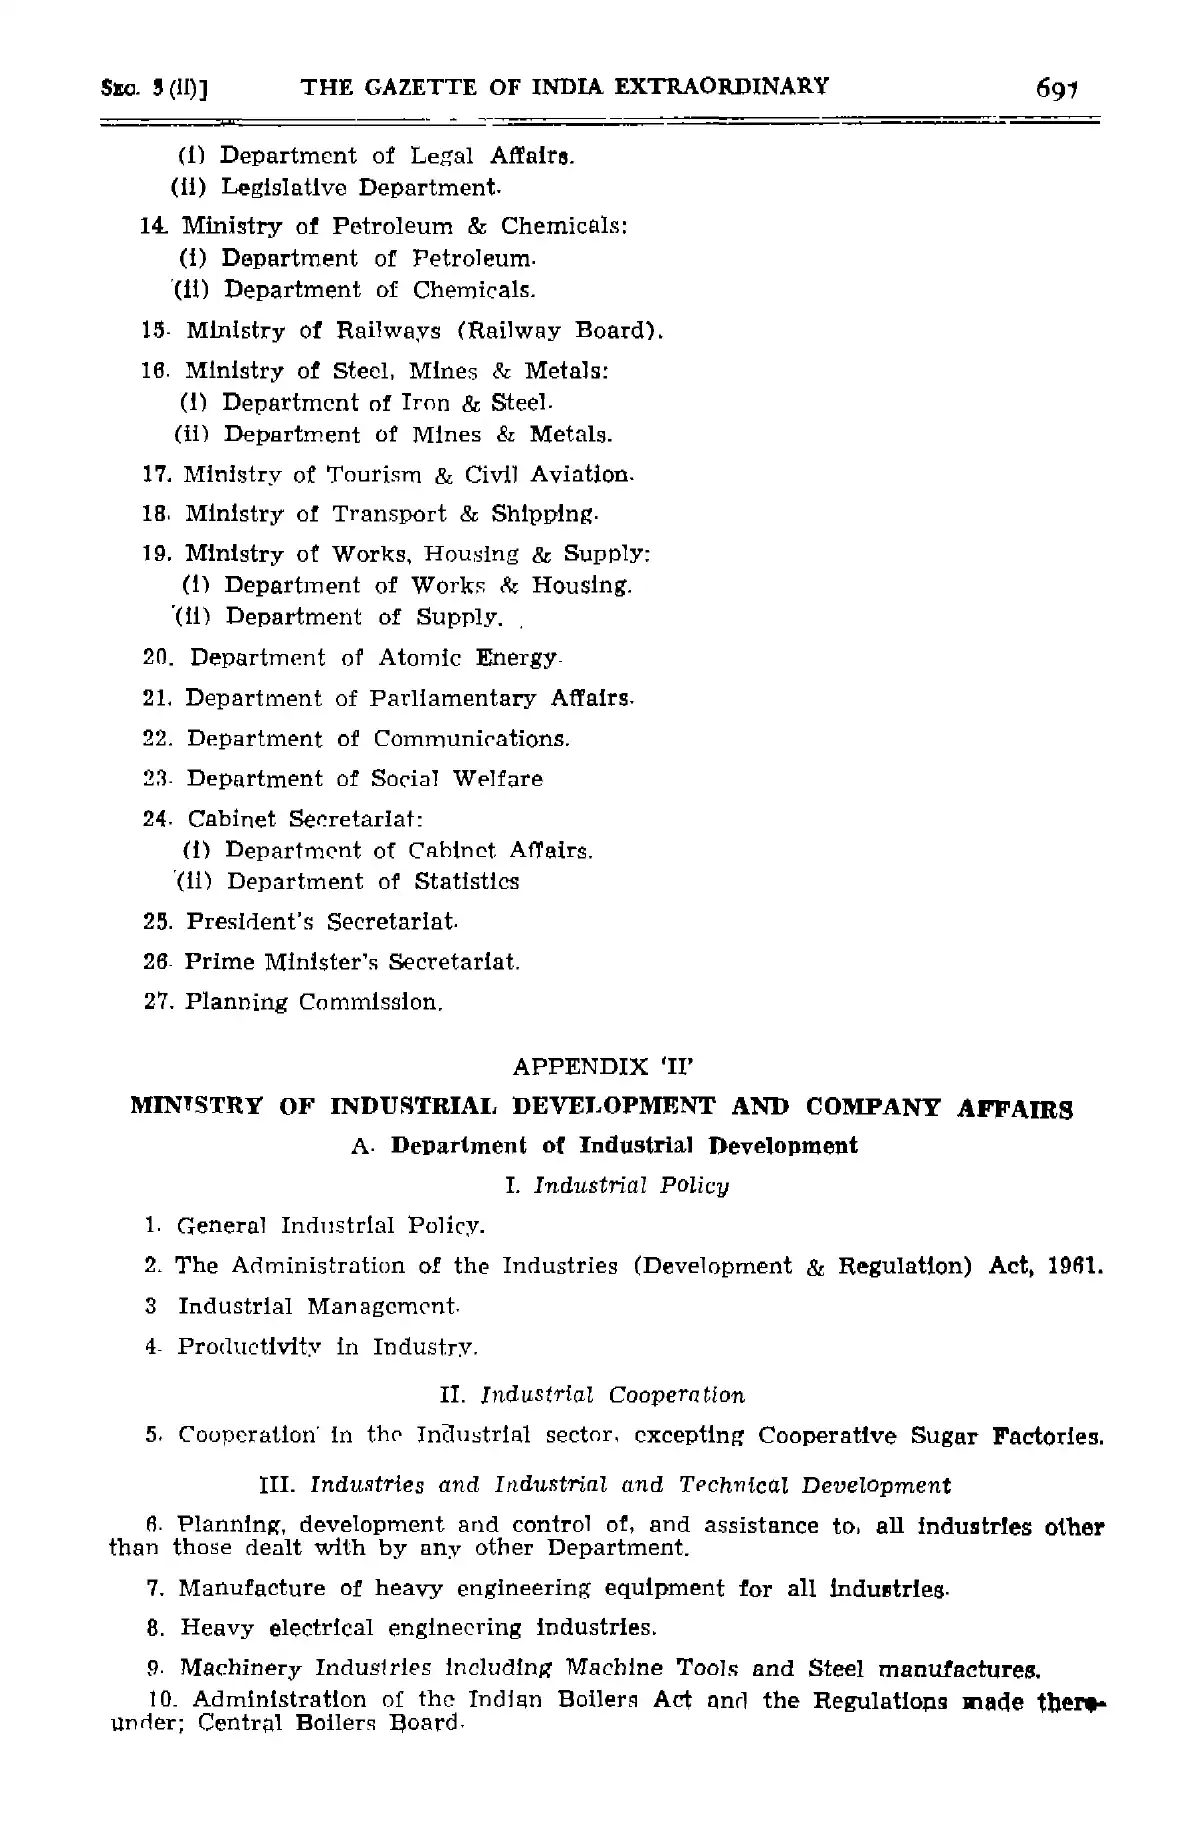 SEC. 3 (II)] THE GAZETTE OF INDIA EXTRAORDINARY 697
(i) Department of Legal Affairs.
(ii) Legislative Department.
14. Ministry of Petroleum & Chemicals:
(i) Department of Petroleum.
(ii) Department of Chemicals.
15. Ministry of Railways (Railway Board).
16. Ministry of Steel, Mines & Metals:
(i) Department of Iron & Steel.
(ii) Department of Mines & Metals.
17. Ministry of Tourism & Civil Aviation.
18. Ministry of Transport & Shipping.
19. Ministry of Works, Housing & Supply:
(i) Department of Works & Housing.
(ii) Department of Supply.
20. Department of Atomic Energy.
21. Department of Parliamentary Affairs.
22. Department of Communications.
23. Department of Social Welfare
24. Cabinet Secretariat:
(i) Department of Cabinet Affairs.
(ii) Department of Statistics
25. President's Secretariat.
26. Prime Minister's Secretariat.
27. Planning Commission.
APPENDIX 'II'
MINISTRY OF INDUSTRIAL DEVELOPMENT AND COMPANY AFFAIRS
A. Department of Industrial Development
I. Industrial Policy
1. General Industrial Policy.
2. The Administration of the Industries (Development & Regulation) Act, 1961.
3 Industrial Management.
4. Productivity in Industry.
II. Industrial Cooperation
5. Cooperation in the Industrial sector, excepting Cooperative Sugar Factories.
III. Industries and Industrial and Technical Development
6. Planning, development and control of, and assistance to, all industries other
than those dealt with by any other Department.
7. Manufacture of heavy engineering equipment for all industries.
8. Heavy electrical engineering industries.
9. Machinery Industries including Machine Tools and Steel manufactures.
10. Administration of the Indian Boilers Act and the Regulations made there-
under; Central Boilers Board.